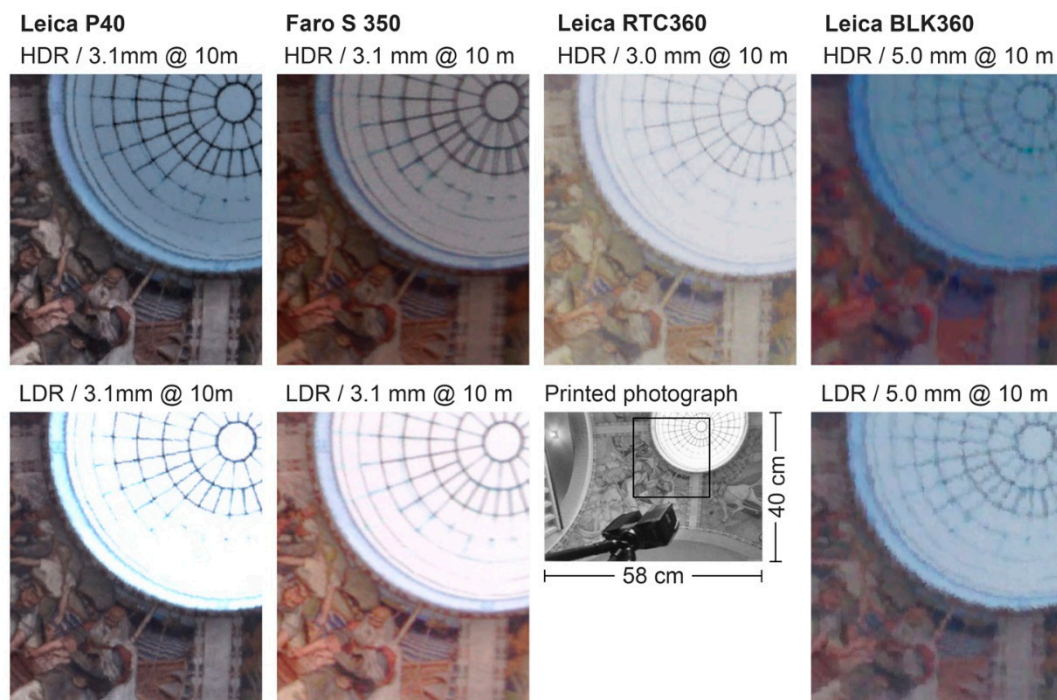 Leica P40
HDR / 3.1mm @ 10m
Faro S 350
HDR / 3.1 mm @ 10 m
Leica RTC360
HDR / 3.0 mm @ 10 m
Leica BLK360
HDR / 5.0 mm @ 10 m
LDR / 3.1mm @ 10m
LDR / 3.1 mm @ 10 m
Printed photograph
40 cm
58 cm
LDR / 5.0 mm @ 10 m